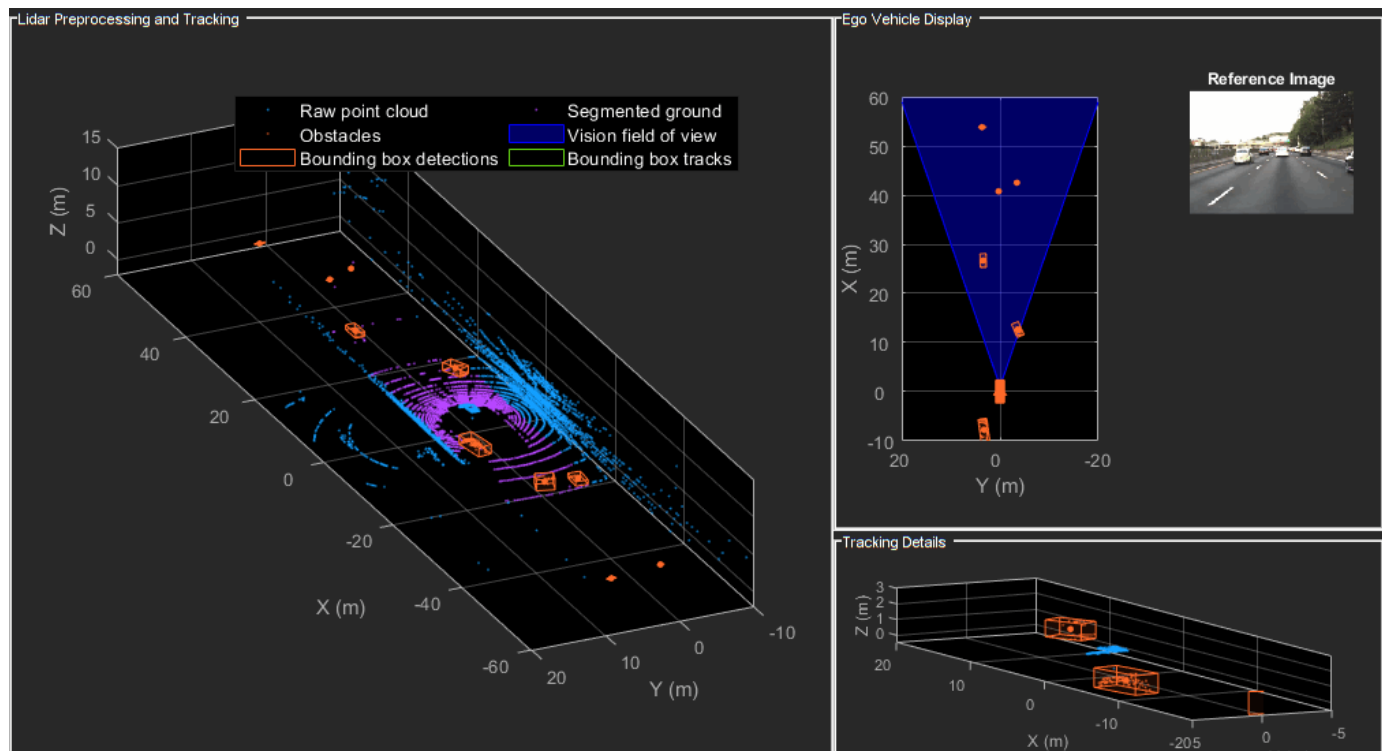 Lidar Preprocessing and Tracking
Raw point cloud
Segmented ground
Obstacles
Vision field of view
Bounding box detections
Bounding box tracks
15
10
5
0
Z (m)
60
40
20
0
-20
-40
-60
X (m)
20
10
0
-10
Y (m)
Ego Vehicle Display
Reference Image
60
50
40
30
20
10
0
-10
X (m)
20
0
-20
Y (m)
Tracking Details
3
2
1
0
Z (m)
20
10
0
-10
-205
X (m)
0
-5